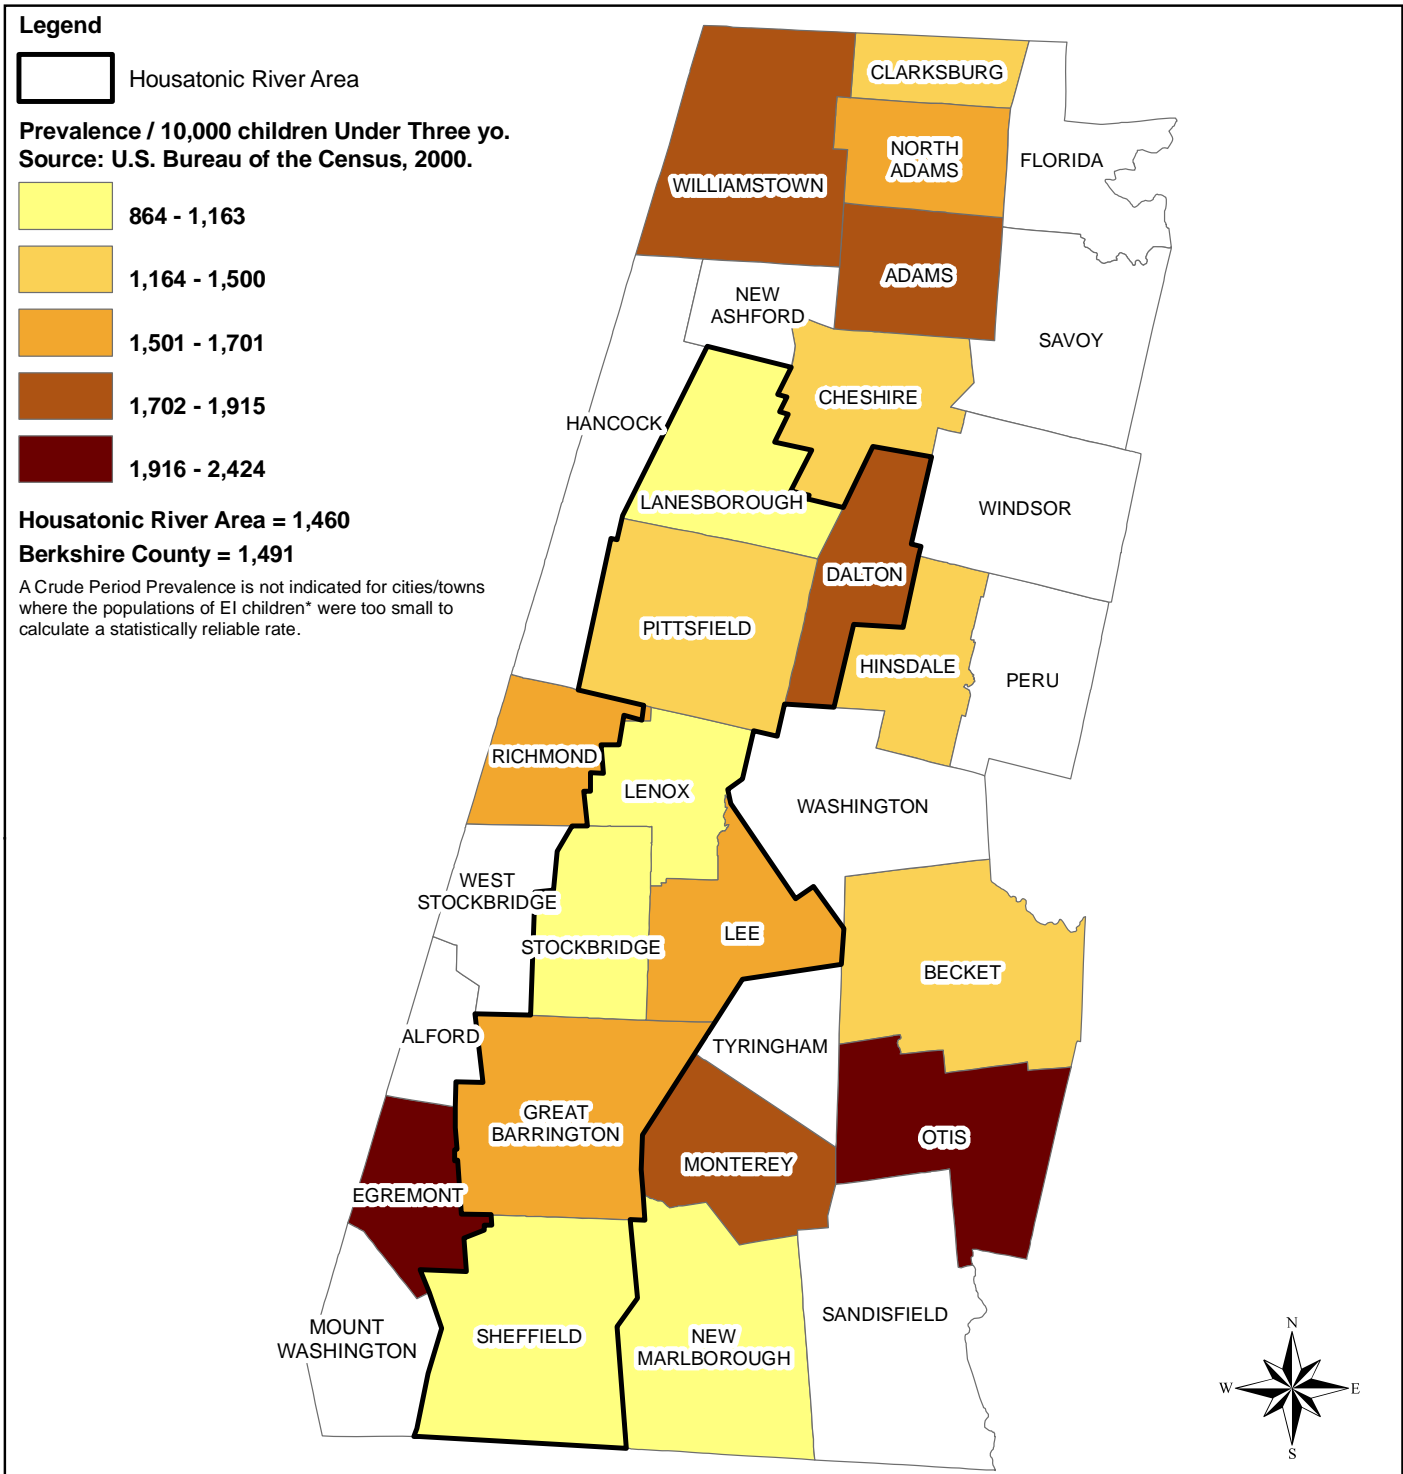 Legend
Housatonic River Area
Prevalence / 10,000 children Under Three yo.
Source: U.S. Bureau of the Census, 2000.
864 - 1,163
1,164 - 1,500
1,501 - 1,701
1,702 - 1,915
1,916 - 2,424
Housatonic River Area = 1,460
Berkshire County = 1,491
A Crude Period Prevalence is not indicated for cities/towns
where the populations of EI children* were too small to
calculate a statistically reliable rate.
CLARKSBURG
NORTH
ADAMS
FLORIDA
WILLIAMSTOWN
ADAMS
NEW
ASHFORD
SAVOY
CHESHIRE
HANCOCK
LANESBOROUGH
WINDSOR
DALTON
PITTSFIELD
HINSDALE
PERU
RICHMOND
LENOX
WASHINGTON
WEST
STOCKBRIDGE
STOCKBRIDGE
LEE
BECKET
ALFORD
TYRINGHAM
GREAT
BARRINGTON
OTIS
MONTEREY
EGREMONT
SANDISFIELD
MOUNT
WASHINGTON
SHEFFIELD
NEW
MARLBOROUGH
N
W
E
S